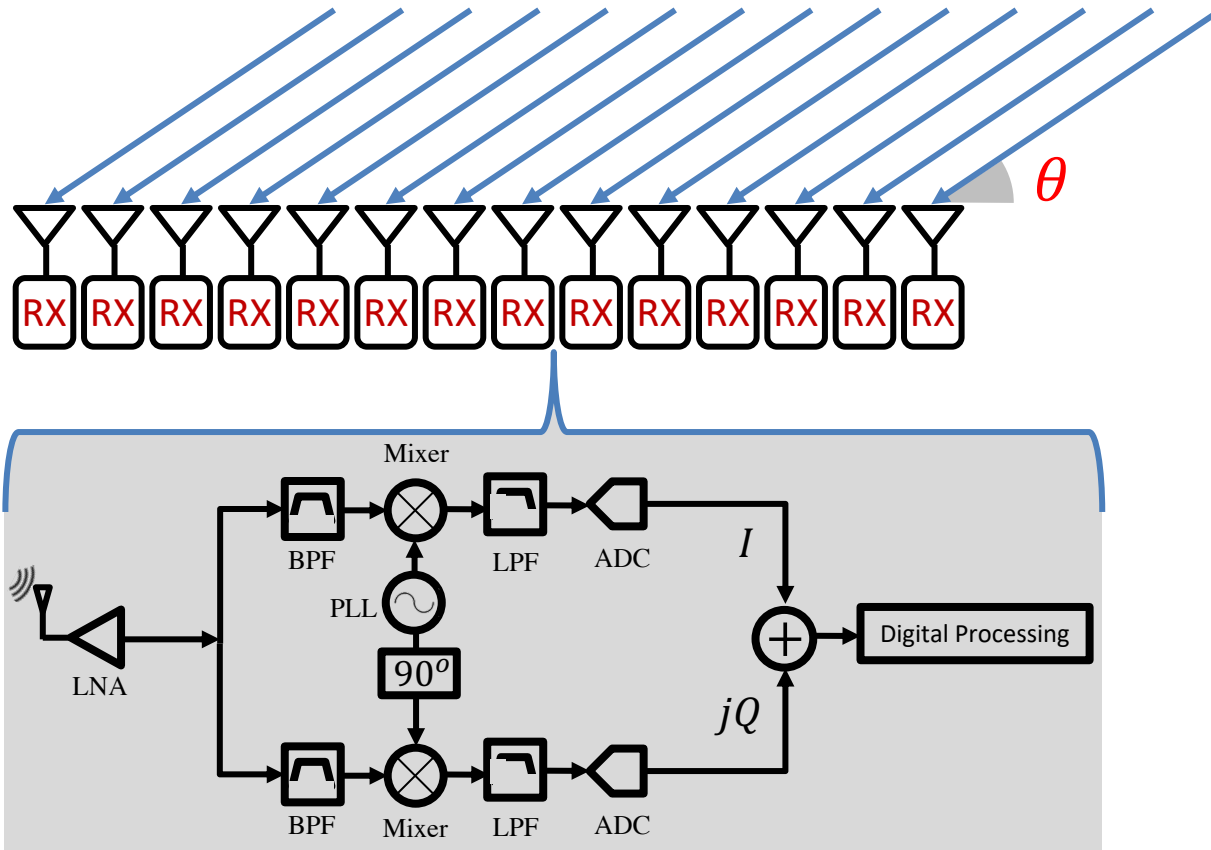 θ
RX RX RX RX RX RX RX RX RX RX RX RX RX RX
Mixer
BPF
LPF
ADC
I
PLL
LNA
90º
Digital Processing
jQ
BPF
Mixer
LPF
ADC